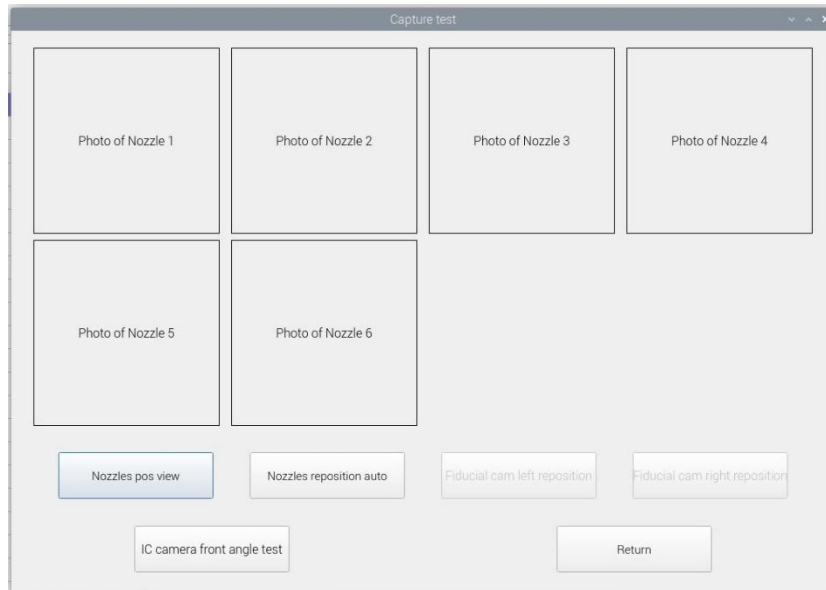 Capture test
Photo of Nozzle 1
Photo of Nozzle 2
Photo of Nozzle 3
Photo of Nozzle 4
Photo of Nozzle 5
Photo of Nozzle 6
Nozzles pos view
Nozzles reposition auto
Fiducial cam left reposition
Fiducial cam right reposition
IC camera front angle test
Return